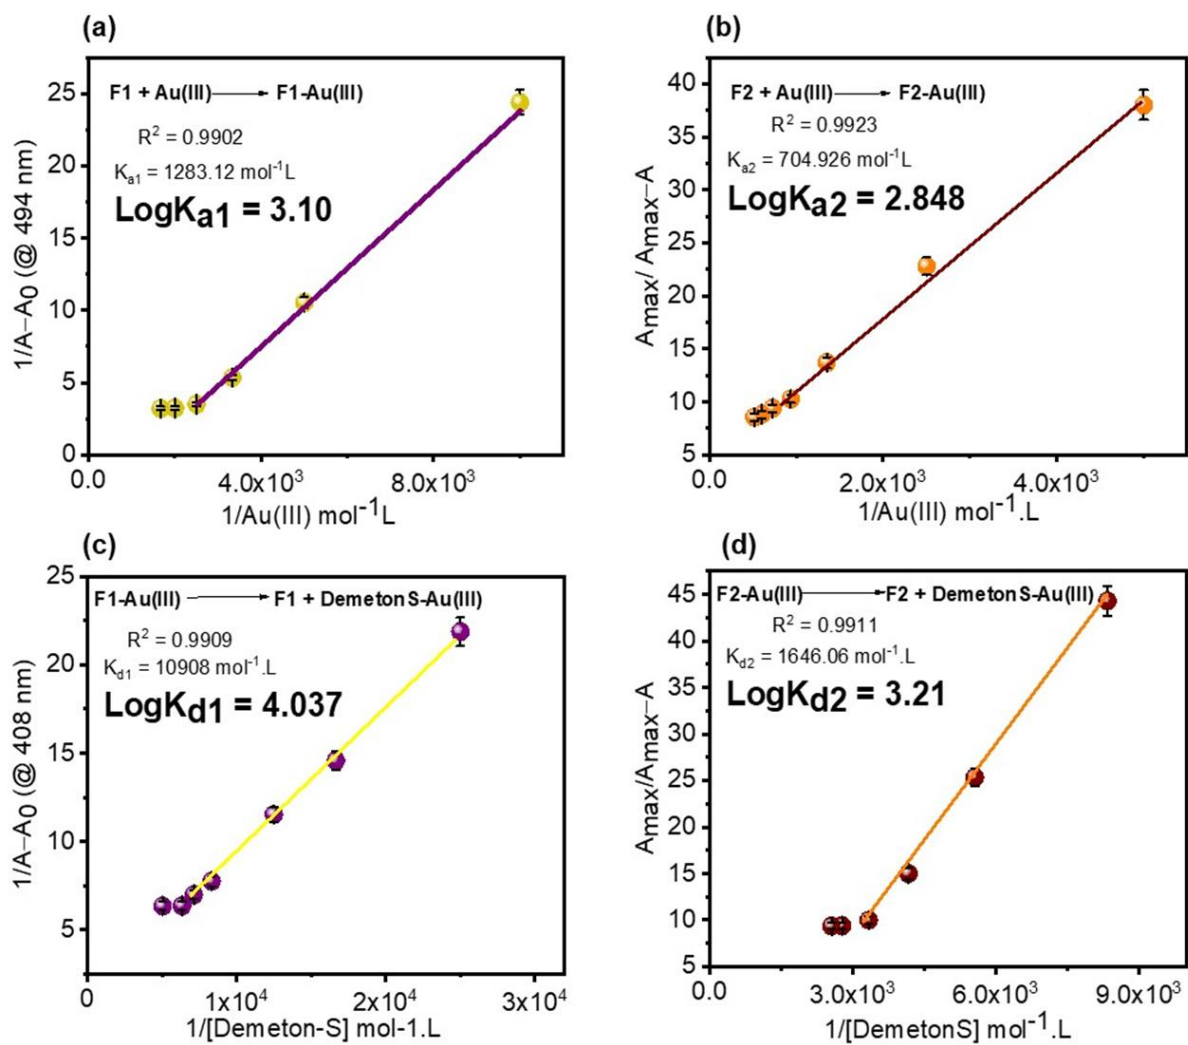 (a)
F1 + Au(III) → F1-Au(III)
R² = 0.9902
Kₐ₁ = 1283.12 mol⁻¹L
LogKa1 = 3.10
1/A−A0 (@ 494 nm)
25
20
15
10
5
0
0.0
4.0x10³
8.0x10³
1/Au(III) mol⁻¹L
(b)
F2 + Au(III) → F2-Au(III)
R² = 0.9923
Kₐ₂ = 704.926 mol⁻¹L
LogKa2 = 2.848
Amax/ Amax−A
40
35
30
25
20
15
10
5
0.0
2.0x10³
4.0x10³
1/Au(III) mol⁻¹.L
(c)
F1-Au(III) → F1 + Demeton S-Au(III)
R² = 0.9909
Kd1 = 10908 mol⁻¹.L
LogKd1 = 4.037
1/A−A0 (@ 408 nm)
25
20
15
10
5
0
1x10⁴
2x10⁴
3x10⁴
1/[Demeton-S] mol-1.L
(d)
F2-Au(III) → F2 + Demeton S-Au(III)
R² = 0.9911
Kd2 = 1646.06 mol⁻¹.L
LogKd2 = 3.21
Amax/Amax−A
45
40
35
30
25
20
15
10
5
0.0
3.0x10³
6.0x10³
9.0x10³
1/[DemetonS] mol⁻¹.L